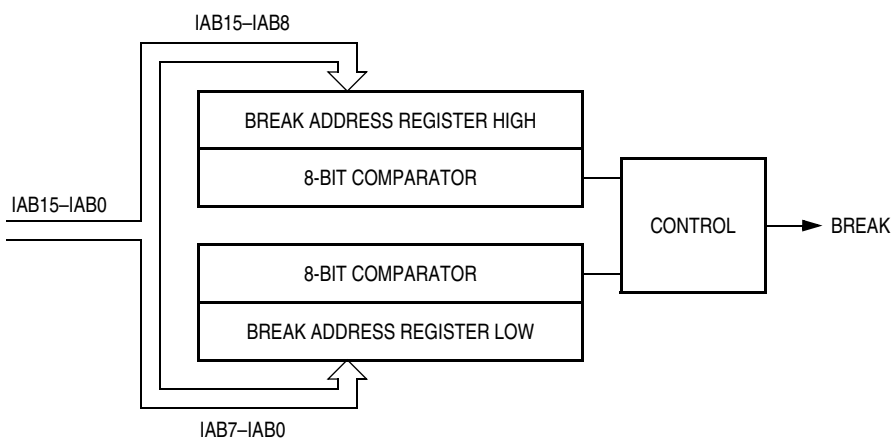 IAB15–IAB8
BREAK ADDRESS REGISTER HIGH
8-BIT COMPARATOR
IAB15–IAB0
CONTROL
BREAK
8-BIT COMPARATOR
BREAK ADDRESS REGISTER LOW
IAB7–IAB0